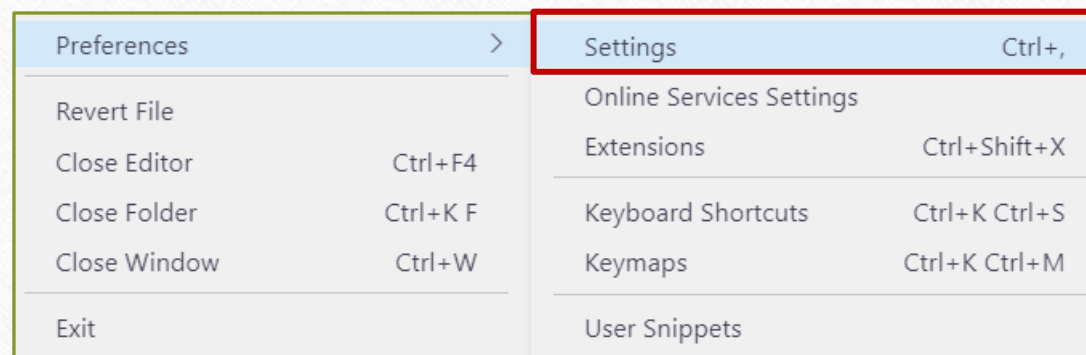 Preferences
Revert File
Close Editor Ctrl+F4
Close Folder Ctrl+K F
Close Window Ctrl+W
Exit
Settings Ctrl+,
Online Services Settings
Extensions Ctrl+Shift+X
Keyboard Shortcuts Ctrl+K Ctrl+S
Keymaps Ctrl+K Ctrl+M
User Snippets